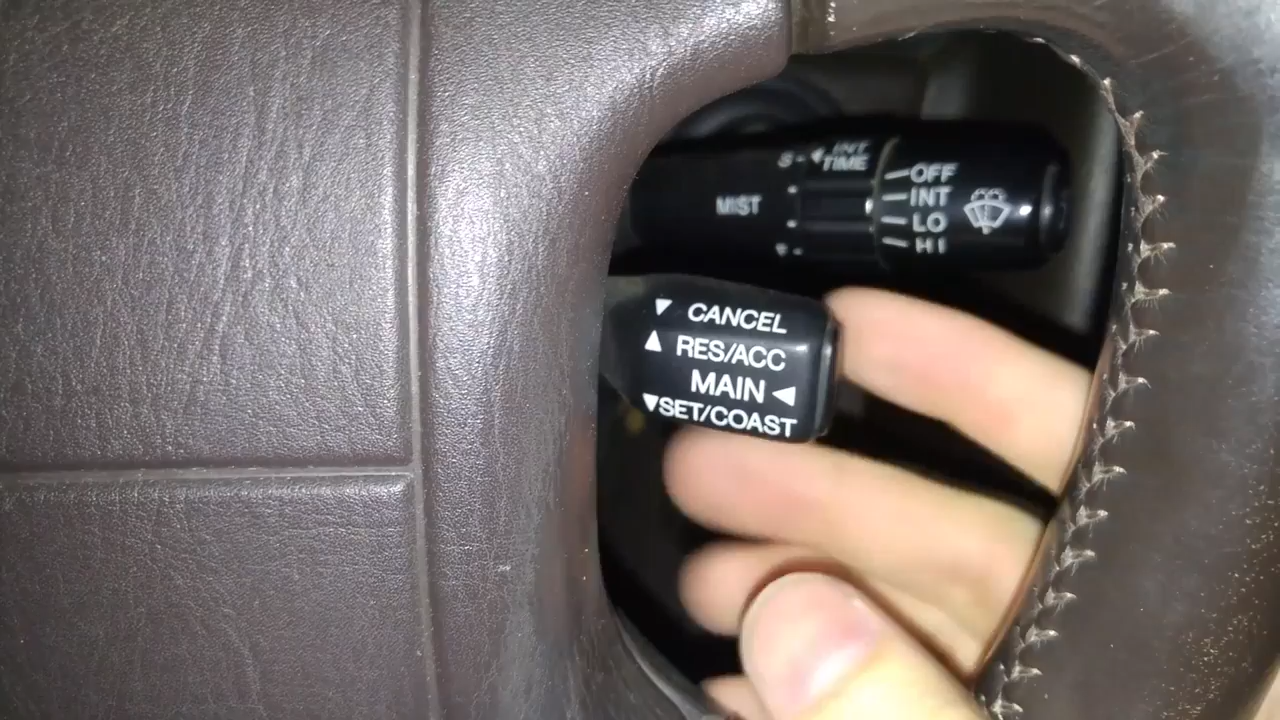 S - INT
TIME
MIST
OFF
INT
LO
HI
CANCEL
RES/ACC
MAIN
SET/COAST